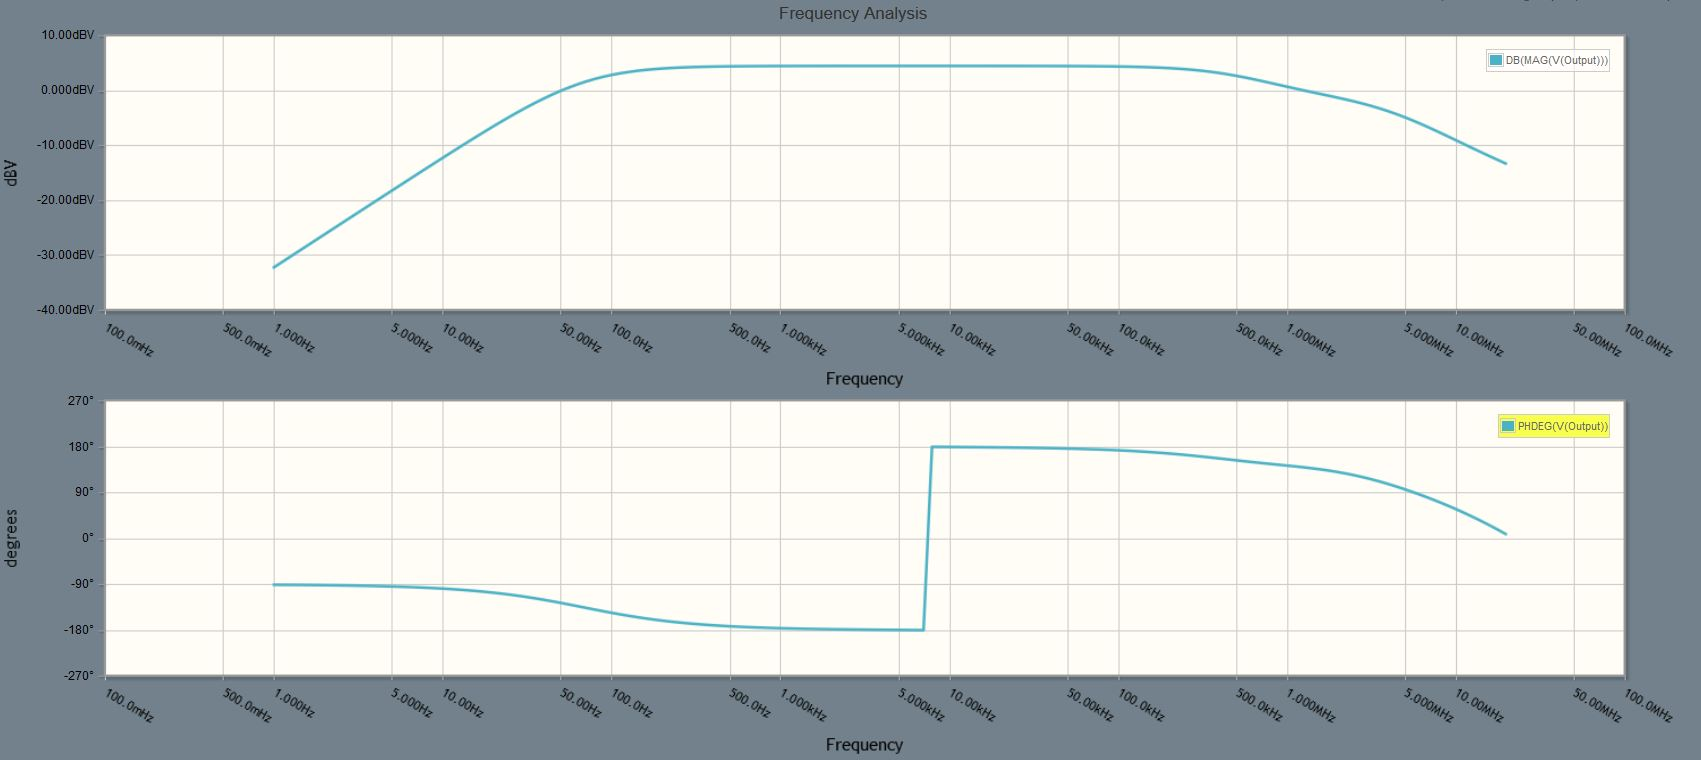 Frequency Analysis
10.00dBV
0.000dBV
-10.00dBV
-20.00dBV
-30.00dBV
-40.00dBV
dBV
DB(MAG(V(Output)))
100.0mHz 500.0mHz 1.000Hz 5.000Hz 10.00Hz 50.00Hz 100.0Hz 500.0Hz 1.000kHz 5.000kHz 10.00kHz 50.00kHz 100.0kHz 500.0kHz 1.000MHz 5.000MHz 10.00MHz 50.00MHz 100.0MHz
Frequency
270°
180°
90°
0°
-90°
-180°
-270°
degrees
PHDEG(V(Output))
100.0mHz 500.0mHz 1.000Hz 5.000Hz 10.00Hz 50.00Hz 100.0Hz 500.0Hz 1.000kHz 5.000kHz 10.00kHz 50.00kHz 100.0kHz 500.0kHz 1.000MHz 5.000MHz 10.00MHz 50.00MHz 100.0MHz
Frequency